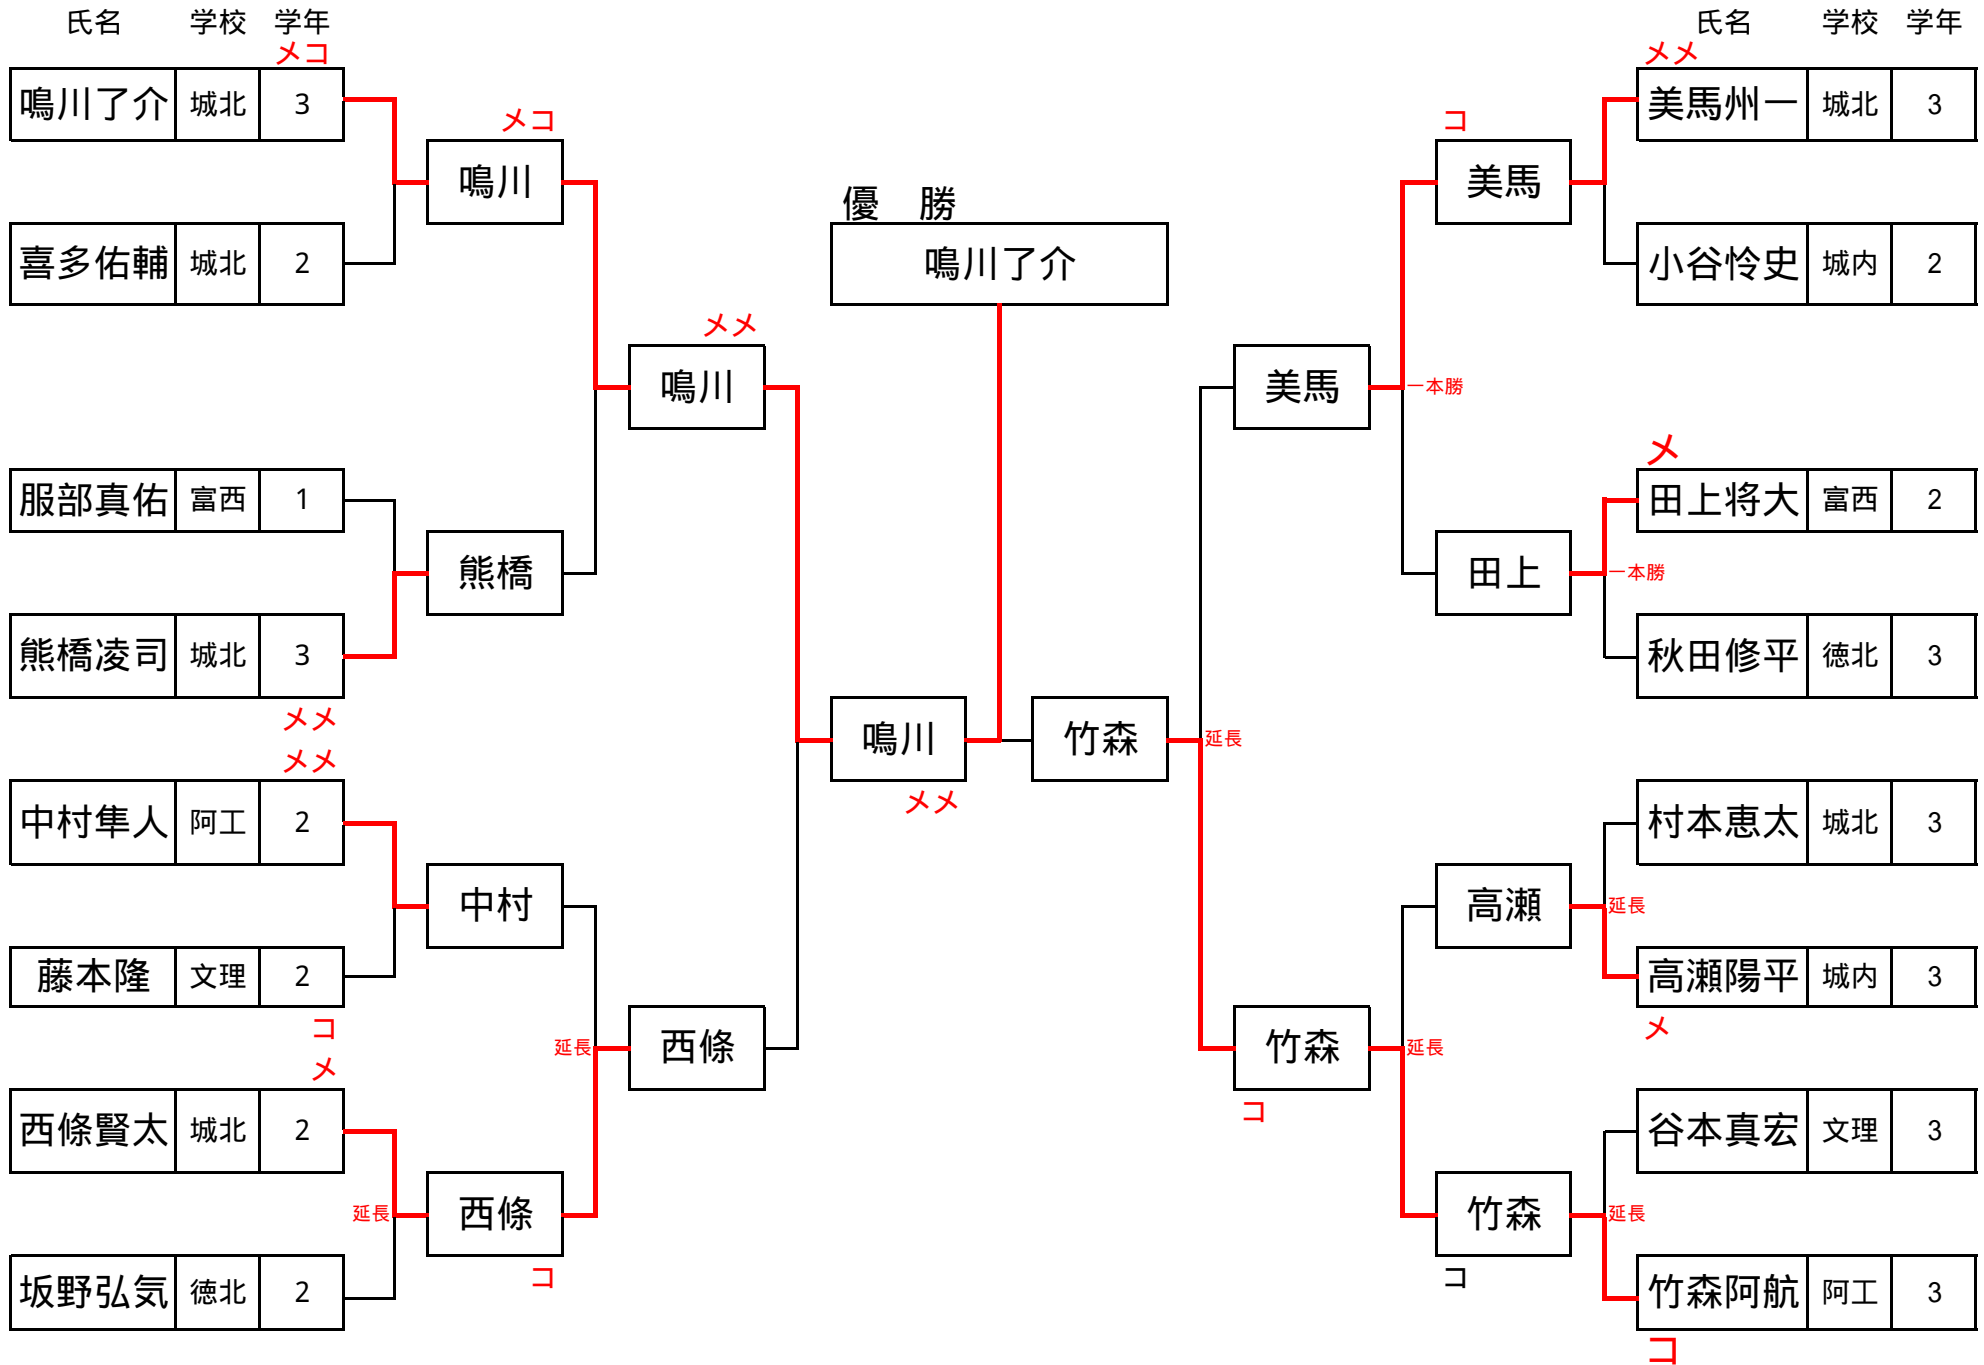 氏名 学校 学年 氏名 学校 学年
メコ メメ
鳴川了介 城北 3 美馬州一 城北 3
メコ コ
鳴川 美馬
優 勝
喜多佑輔 城北 2 鳴川了介 小谷怜史 城内 2
メメ
鳴川 美馬 一本勝
メ
服部真佑 富西 1 田上将大 富西 2
熊橋 田上 一本勝
熊橋凌司 城北 3 秋田修平 徳北 3
メメ
鳴川 竹森 延長
メメ
メメ
中村隼人 阿工 2 村本恵太 城北 3
中村 高瀬 延長
藤本隆 文理 2 高瀬陽平 城内 3
コ メ
延長 西條 竹森 延長
メ
コ
西條賢太 城北 2 谷本真宏 文理 3
延長 西條 竹森 延長
コ コ
坂野弘気 徳北 2 竹森阿航 阿工 3
コ